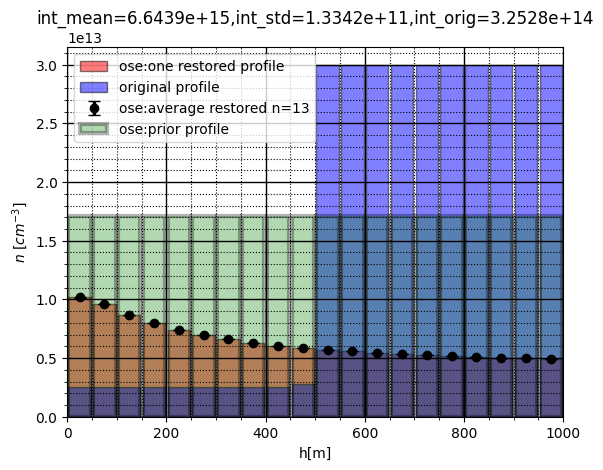 int_mean=6.6439e+15,int_std=1.3342e+11,int_orig=3.2528e+14
1e13
3.0
2.5
2.0
1.5
1.0
0.5
0.0
n [cm⁻³]
ose:one restored profile
original profile
ose:average restored n=13
ose:prior profile
0
200
400
600
800
1000
h[m]